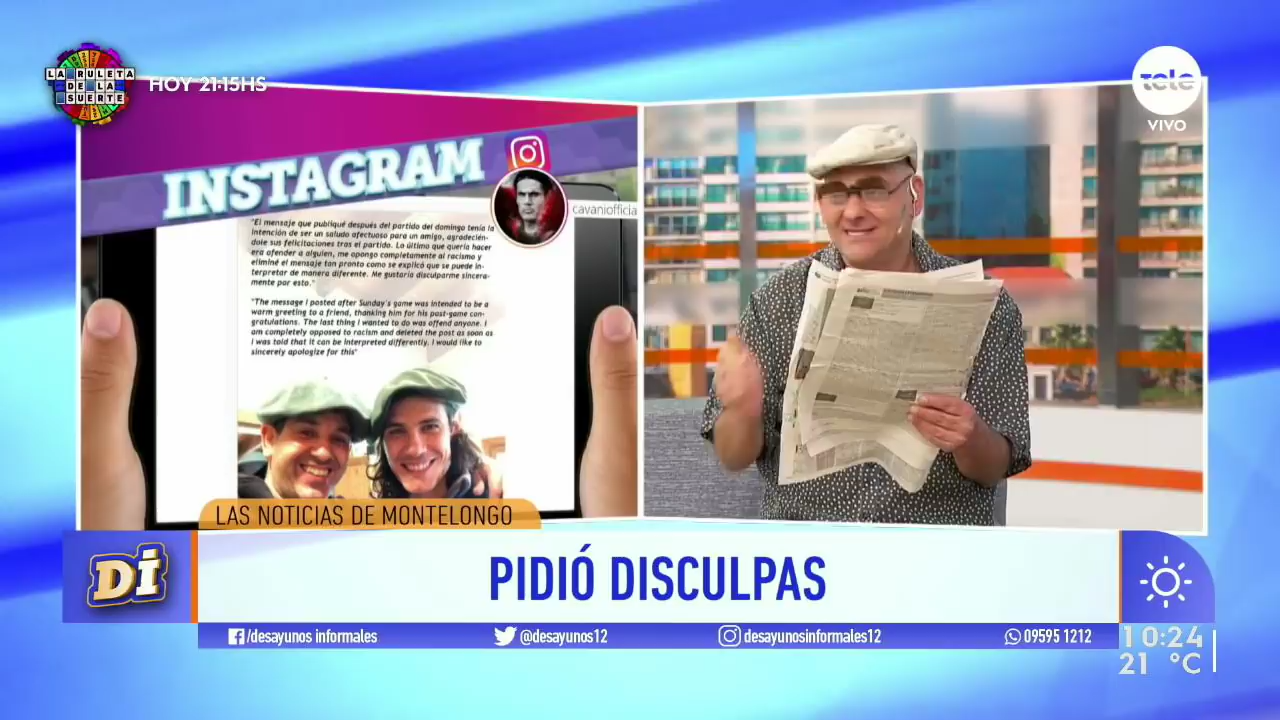 LA RULETA
DE LA
SUERTE
HOY 21:15HS
tele
VIVO
INSTAGRAM
cavaniofficia
"El mensaje que publiqué después del partido del domingo tenía la
intención de ser un saludo afectuoso para un amigo, agradecién-
dole sus felicitaciones tras el partido. Lo último que quería hacer
era ofender a alguien, me opongo completamente al racismo y
eliminé el mensaje tan pronto como se explicó que se puede in-
terpretar de manera diferente. Me gustaría disculparme sincera-
mente por esto."
"The message I posted after Sunday's game was intended to be a
warm greeting to a friend, thanking him for his post-game con-
gratulations. The last thing I wanted to do was offend anyone. I
am completely opposed to racism and deleted the post as soon as
I was told that it can be interpreted differently. I would like to
sincerely apologize for this"
LAS NOTICIAS DE MONTELONGO
DI
PIDIÓ DISCULPAS
/desayunos informales
@desayunos12
desayunosinformales12
09595 1212
10:24
21 °C